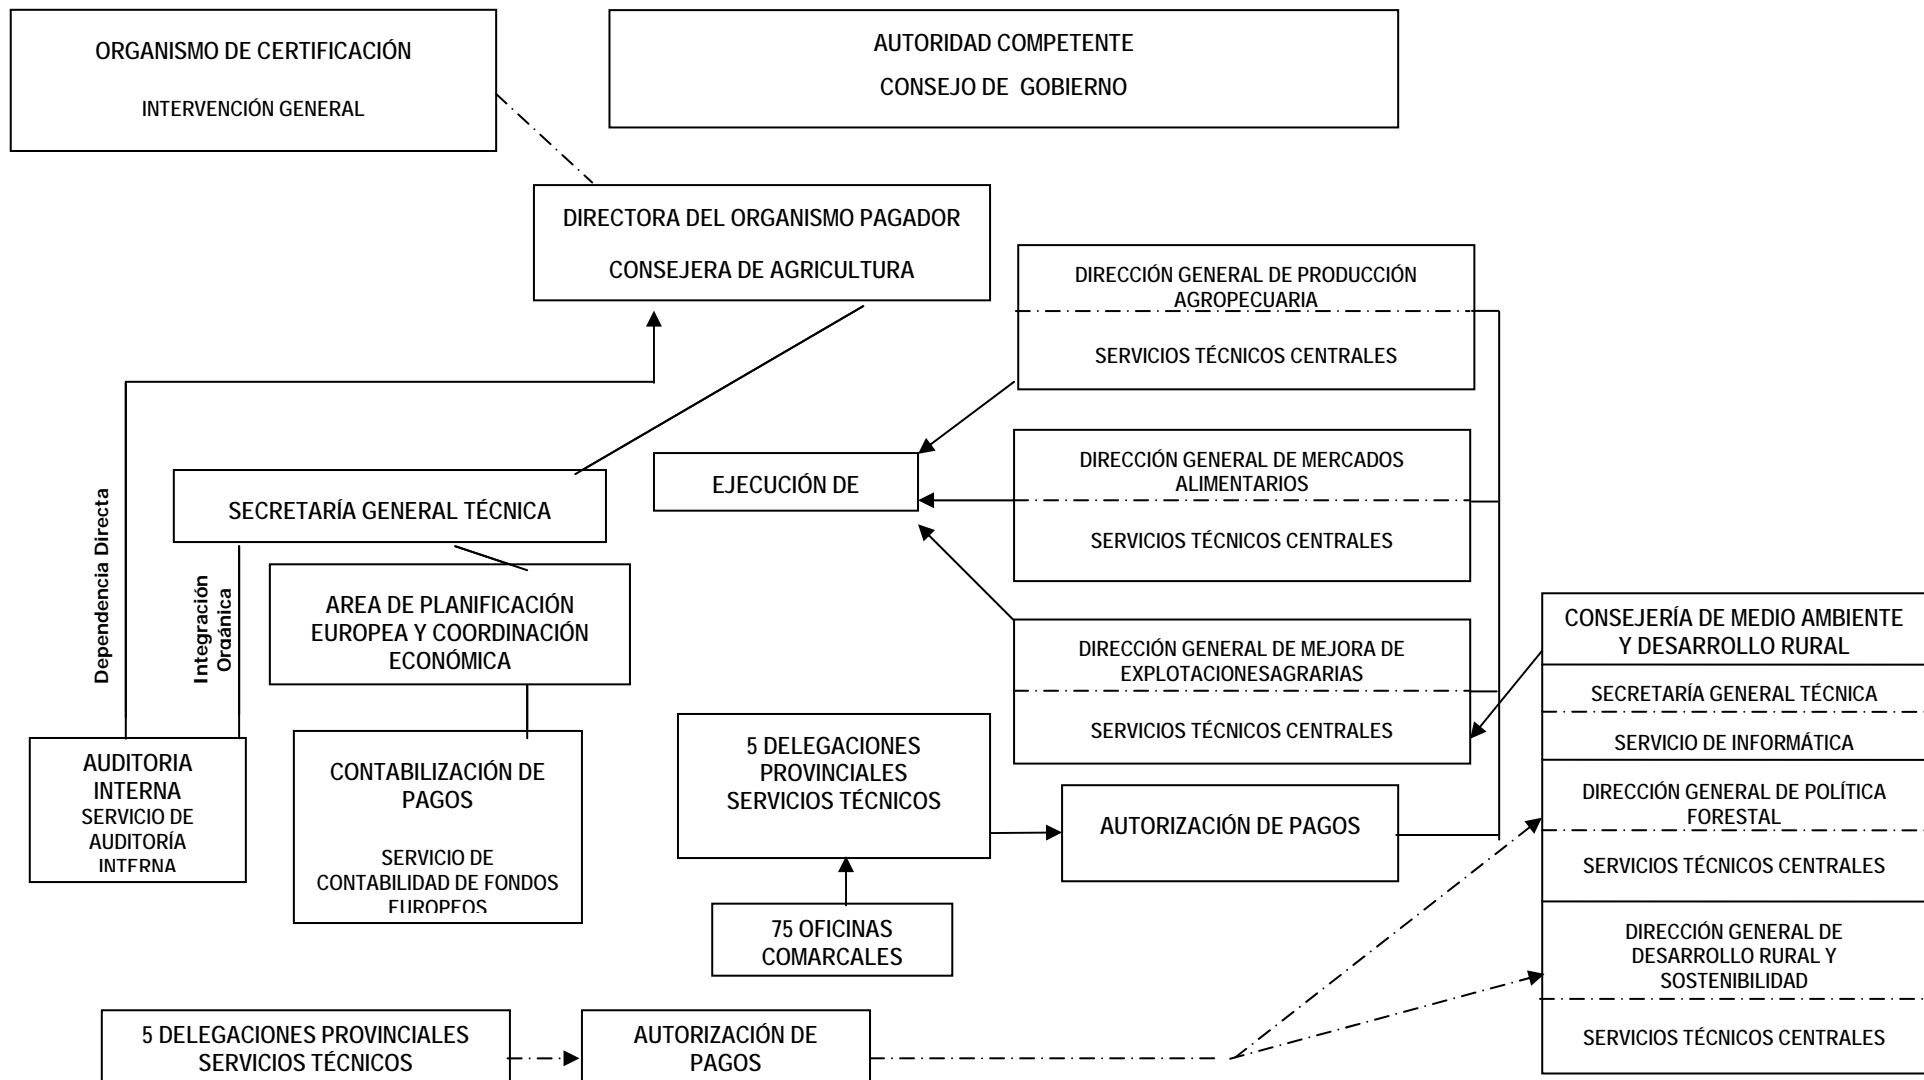 ORGANISMO DE CERTIFICACIÓN
INTERVENCIÓN GENERAL
AUTORIDAD COMPETENTE
CONSEJO DE GOBIERNO
DIRECTORA DEL ORGANISMO PAGADOR
CONSEJERA DE AGRICULTURA
DIRECCIÓN GENERAL DE PRODUCCIÓN
AGROPECUARIA
SERVICIOS TÉCNICOS CENTRALES
DIRECCIÓN GENERAL DE MERCADOS
ALIMENTARIOS
SERVICIOS TÉCNICOS CENTRALES
EJECUCIÓN DE
SECRETARÍA GENERAL TÉCNICA
Dependencia Directa
Integración
Orgánica
AREA DE PLANIFICACIÓN
EUROPEA Y COORDINACIÓN
ECONÓMICA
DIRECCIÓN GENERAL DE MEJORA DE
EXPLOTACIONESAGRARIAS
SERVICIOS TÉCNICOS CENTRALES
CONSEJERÍA DE MEDIO AMBIENTE
Y DESARROLLO RURAL
SECRETARÍA GENERAL TÉCNICA
SERVICIO DE INFORMÁTICA
DIRECCIÓN GENERAL DE POLÍTICA
FORESTAL
SERVICIOS TÉCNICOS CENTRALES
DIRECCIÓN GENERAL DE
DESARROLLO RURAL Y
SOSTENIBILIDAD
SERVICIOS TÉCNICOS CENTRALES
AUDITORIA
INTERNA
SERVICIO DE
AUDITORÍA
INTERNA
CONTABILIZACIÓN DE
PAGOS
SERVICIO DE
CONTABILIDAD DE FONDOS
EUROPEOS
5 DELEGACIONES
PROVINCIALES
SERVICIOS TÉCNICOS
AUTORIZACIÓN DE PAGOS
75 OFICINAS
COMARCALES
5 DELEGACIONES PROVINCIALES
SERVICIOS TÉCNICOS
AUTORIZACIÓN DE
PAGOS